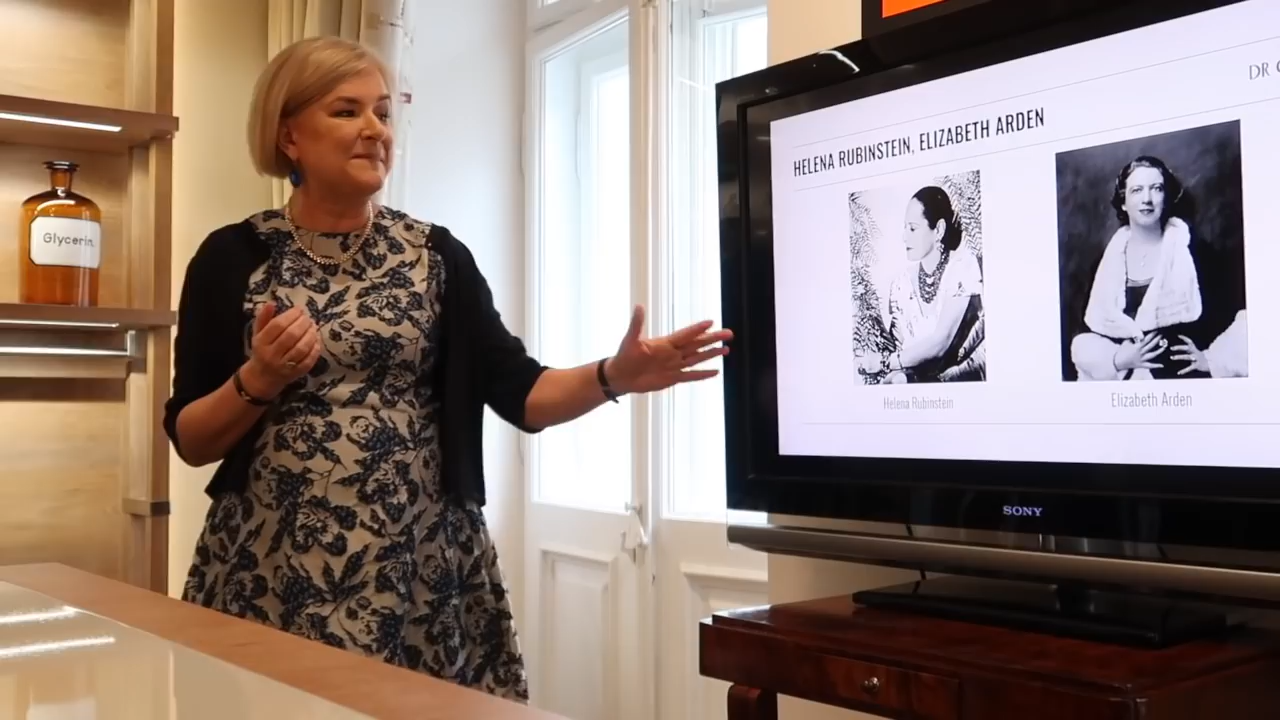 Glycerin.
DR
HELENA RUBINSTEIN, ELIZABETH ARDEN
Helena Rubinstein
Elizabeth Arden
SONY